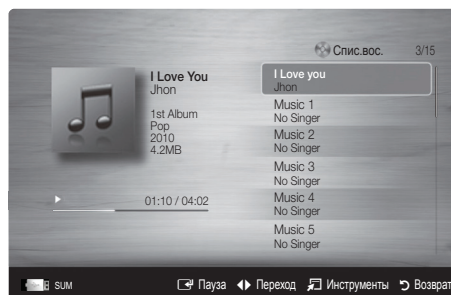 Спис.вос. 3/15
I Love You
Jhon
1st Album
Pop
2010
4.2MB
01:10 / 04:02
I Love you
Jhon
Music 1
No Singer
Music 2
No Singer
Music 3
No Singer
Music 4
No Singer
Music 5
No Singer
SUM Пауза Переход Инструменты Возврат